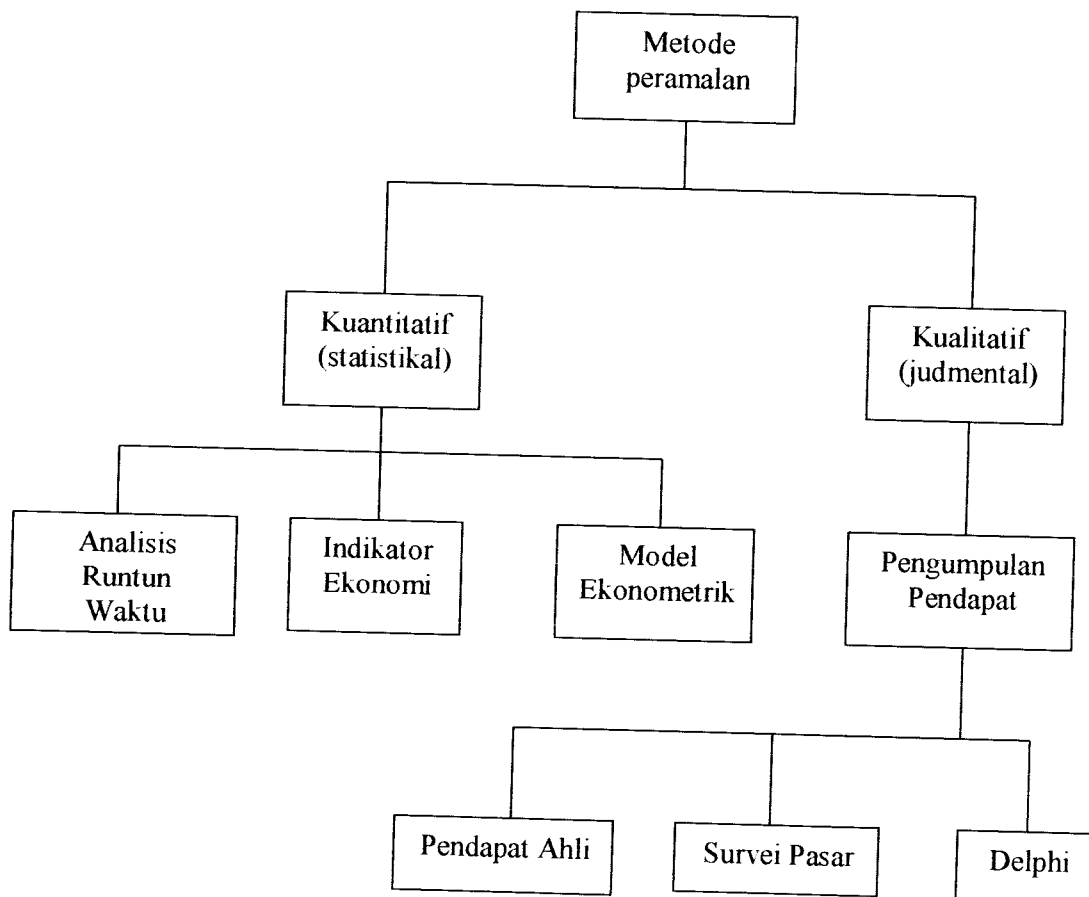 Metode
peramalan
Kuantitatif
(statistikal)
Kualitatif
(judmental)
Analisis
Runtun
Waktu
Indikator
Ekonomi
Model
Ekonometrik
Pengumpulan
Pendapat
Pendapat Ahli
Survei Pasar
Delphi